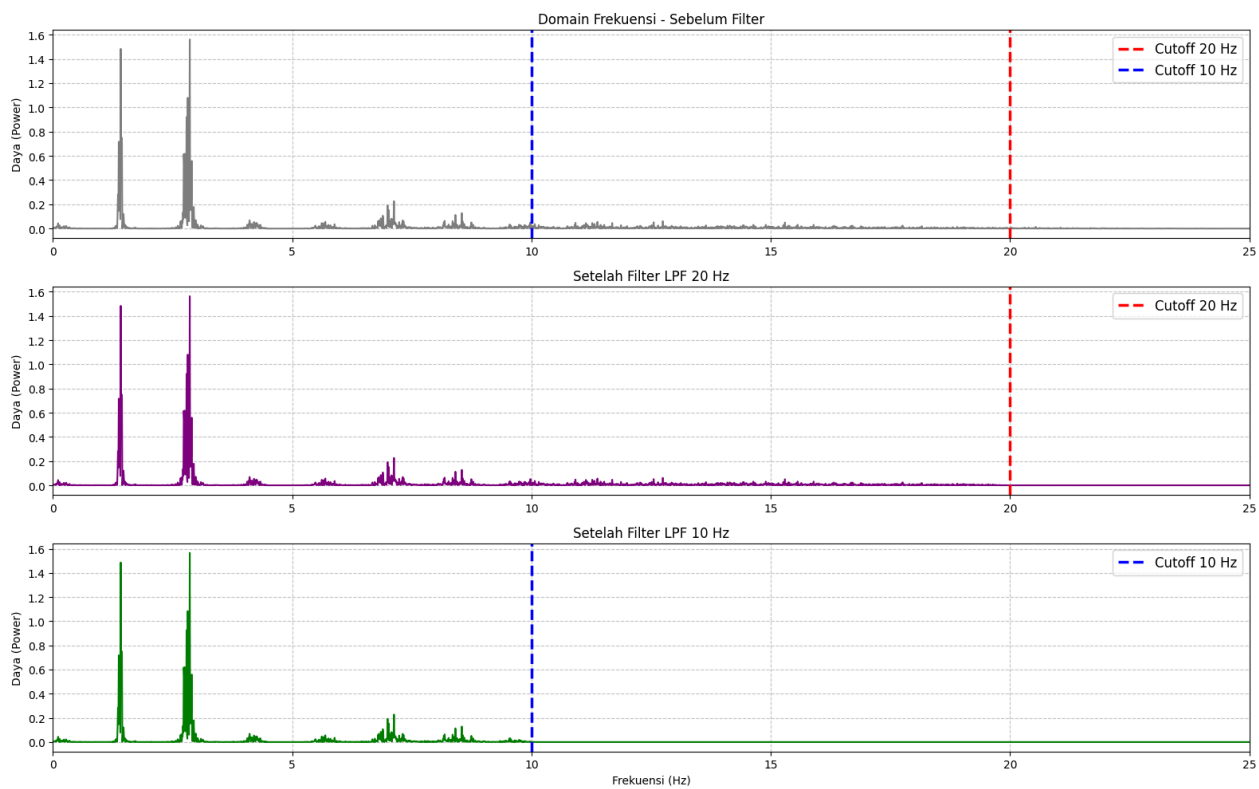 Domain Frekuensi - Sebelum Filter
1.6
1.4
1.2
1.0
0.8
0.6
0.4
0.2
0.0
Daya (Power)
Cutoff 20 Hz
Cutoff 10 Hz
0 5 10 15 20 25
Setelah Filter LPF 20 Hz
1.6
1.4
1.2
1.0
0.8
0.6
0.4
0.2
0.0
Daya (Power)
Cutoff 20 Hz
0 5 10 15 20 25
Setelah Filter LPF 10 Hz
1.6
1.4
1.2
1.0
0.8
0.6
0.4
0.2
0.0
Daya (Power)
Cutoff 10 Hz
0 5 10 15 20 25
Frekuensi (Hz)